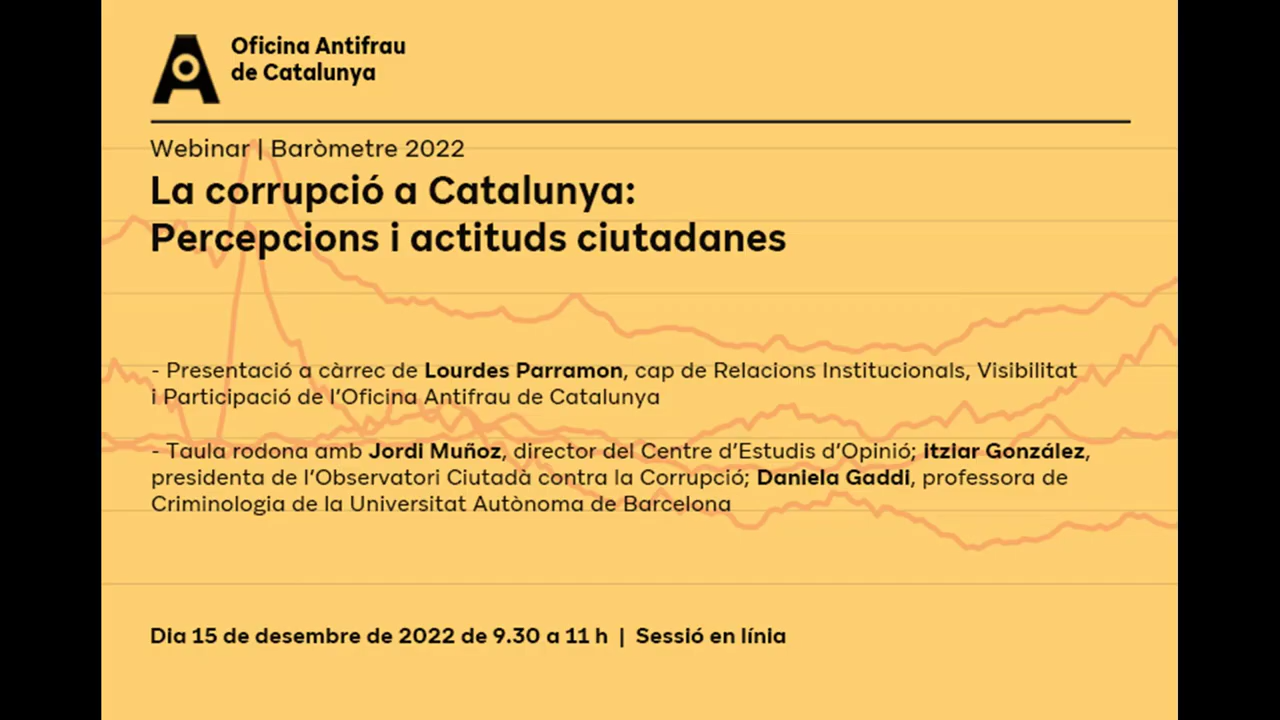 Oficina Antifrau
de Catalunya
Webinar | Baròmetre 2022
La corrupció a Catalunya:
Percepcions i actituds ciutadanes
- Presentació a càrrec de Lourdes Parramon, cap de Relacions Institucionals, Visibilitat
i Participació de l’Oficina Antifrau de Catalunya
- Taula rodona amb Jordi Muñoz, director del Centre d’Estudis d’Opinió; Itziar González,
presidenta de l’Observatori Ciutadà contra la Corrupció; Daniela Gaddi, professora de
Criminologia de la Universitat Autònoma de Barcelona
Dia 15 de desembre de 2022 de 9.30 a 11 h | Sessió en línia